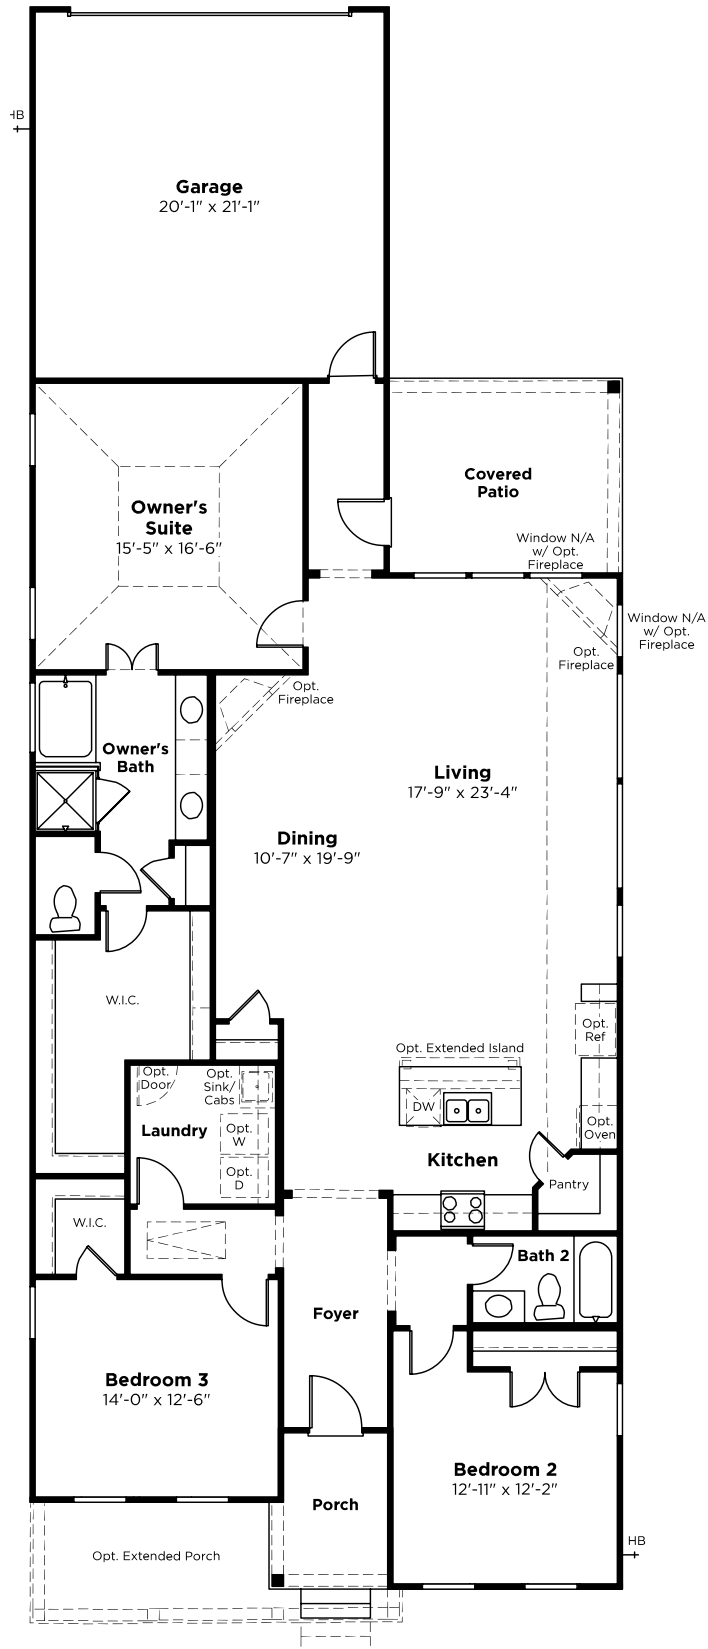 HB
Garage
20'-1" x 21'-1"
Covered
Patio
Owner's
Suite
15'-5" x 16'-6"
Window N/A
w/ Opt.
Fireplace
Window N/A
w/ Opt.
Fireplace
Opt.
Fireplace
Opt.
Fireplace
Owner's
Bath
Living
17'-9" x 23'-4"
Dining
10'-7" x 19'-9"
W.I.C.
Opt.
Ref
Opt. Extended Island
Opt.
Door
Opt.
Sink/
Cabs
DW
Opt.
Oven
Laundry
Opt.
W
Kitchen
Opt.
D
Pantry
W.I.C.
Bath 2
Foyer
Bedroom 3
14'-0" x 12'-6"
Bedroom 2
12'-11" x 12'-2"
Porch
HB
Opt. Extended Porch